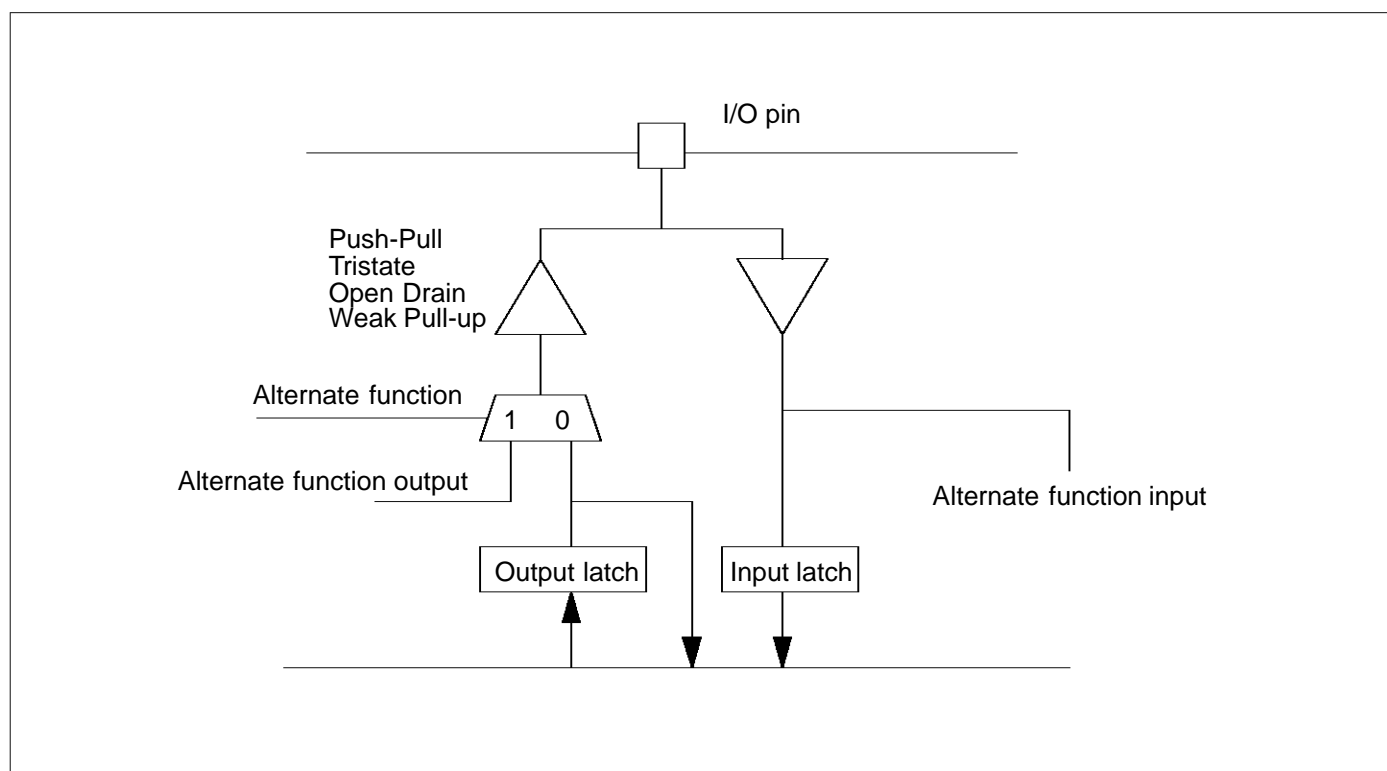 I/O pin
Push-Pull
Tristate
Open Drain
Weak Pull-up
Alternate function
1 0
Alternate function output
Alternate function input
Output latch
Input latch